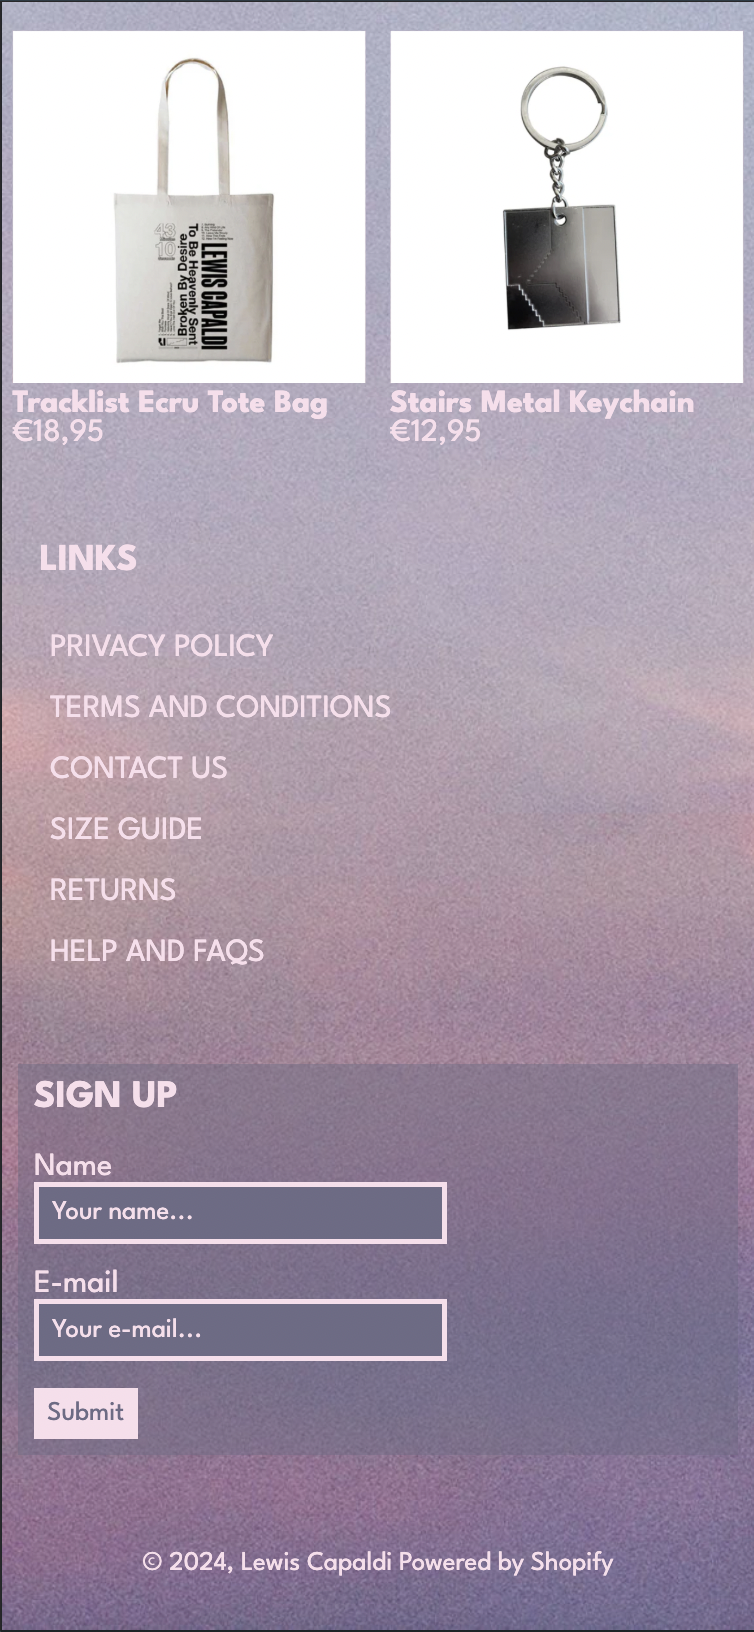 43
10
LEWIS CAPALDI
To Be Heavenly Sent
Broken By Desire
Tracklist Ecru Tote Bag
€18,95
Stairs Metal Keychain
€12,95
LINKS
PRIVACY POLICY
TERMS AND CONDITIONS
CONTACT US
SIZE GUIDE
RETURNS
HELP AND FAQS
SIGN UP
Name
Your name...
E-mail
Your e-mail...
Submit
© 2024, Lewis Capaldi Powered by Shopify